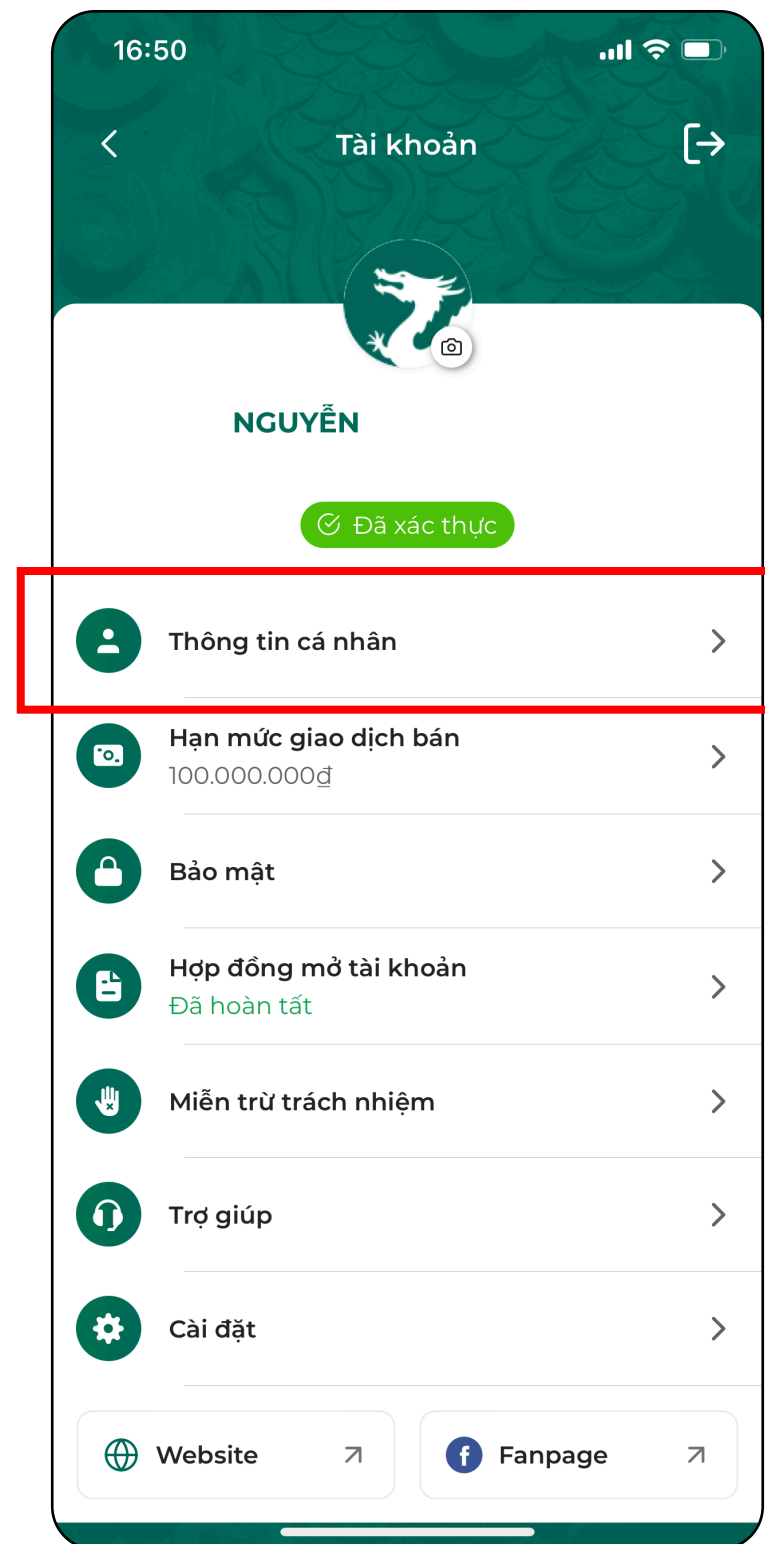 16:50
Tài khoản
NGUYỄN
Đã xác thực
Thông tin cá nhân
Hạn mức giao dịch bán
100.000.000₫
Bảo mật
Hợp đồng mở tài khoản
Đã hoàn tất
Miễn trừ trách nhiệm
Trợ giúp
Cài đặt
Website
Fanpage